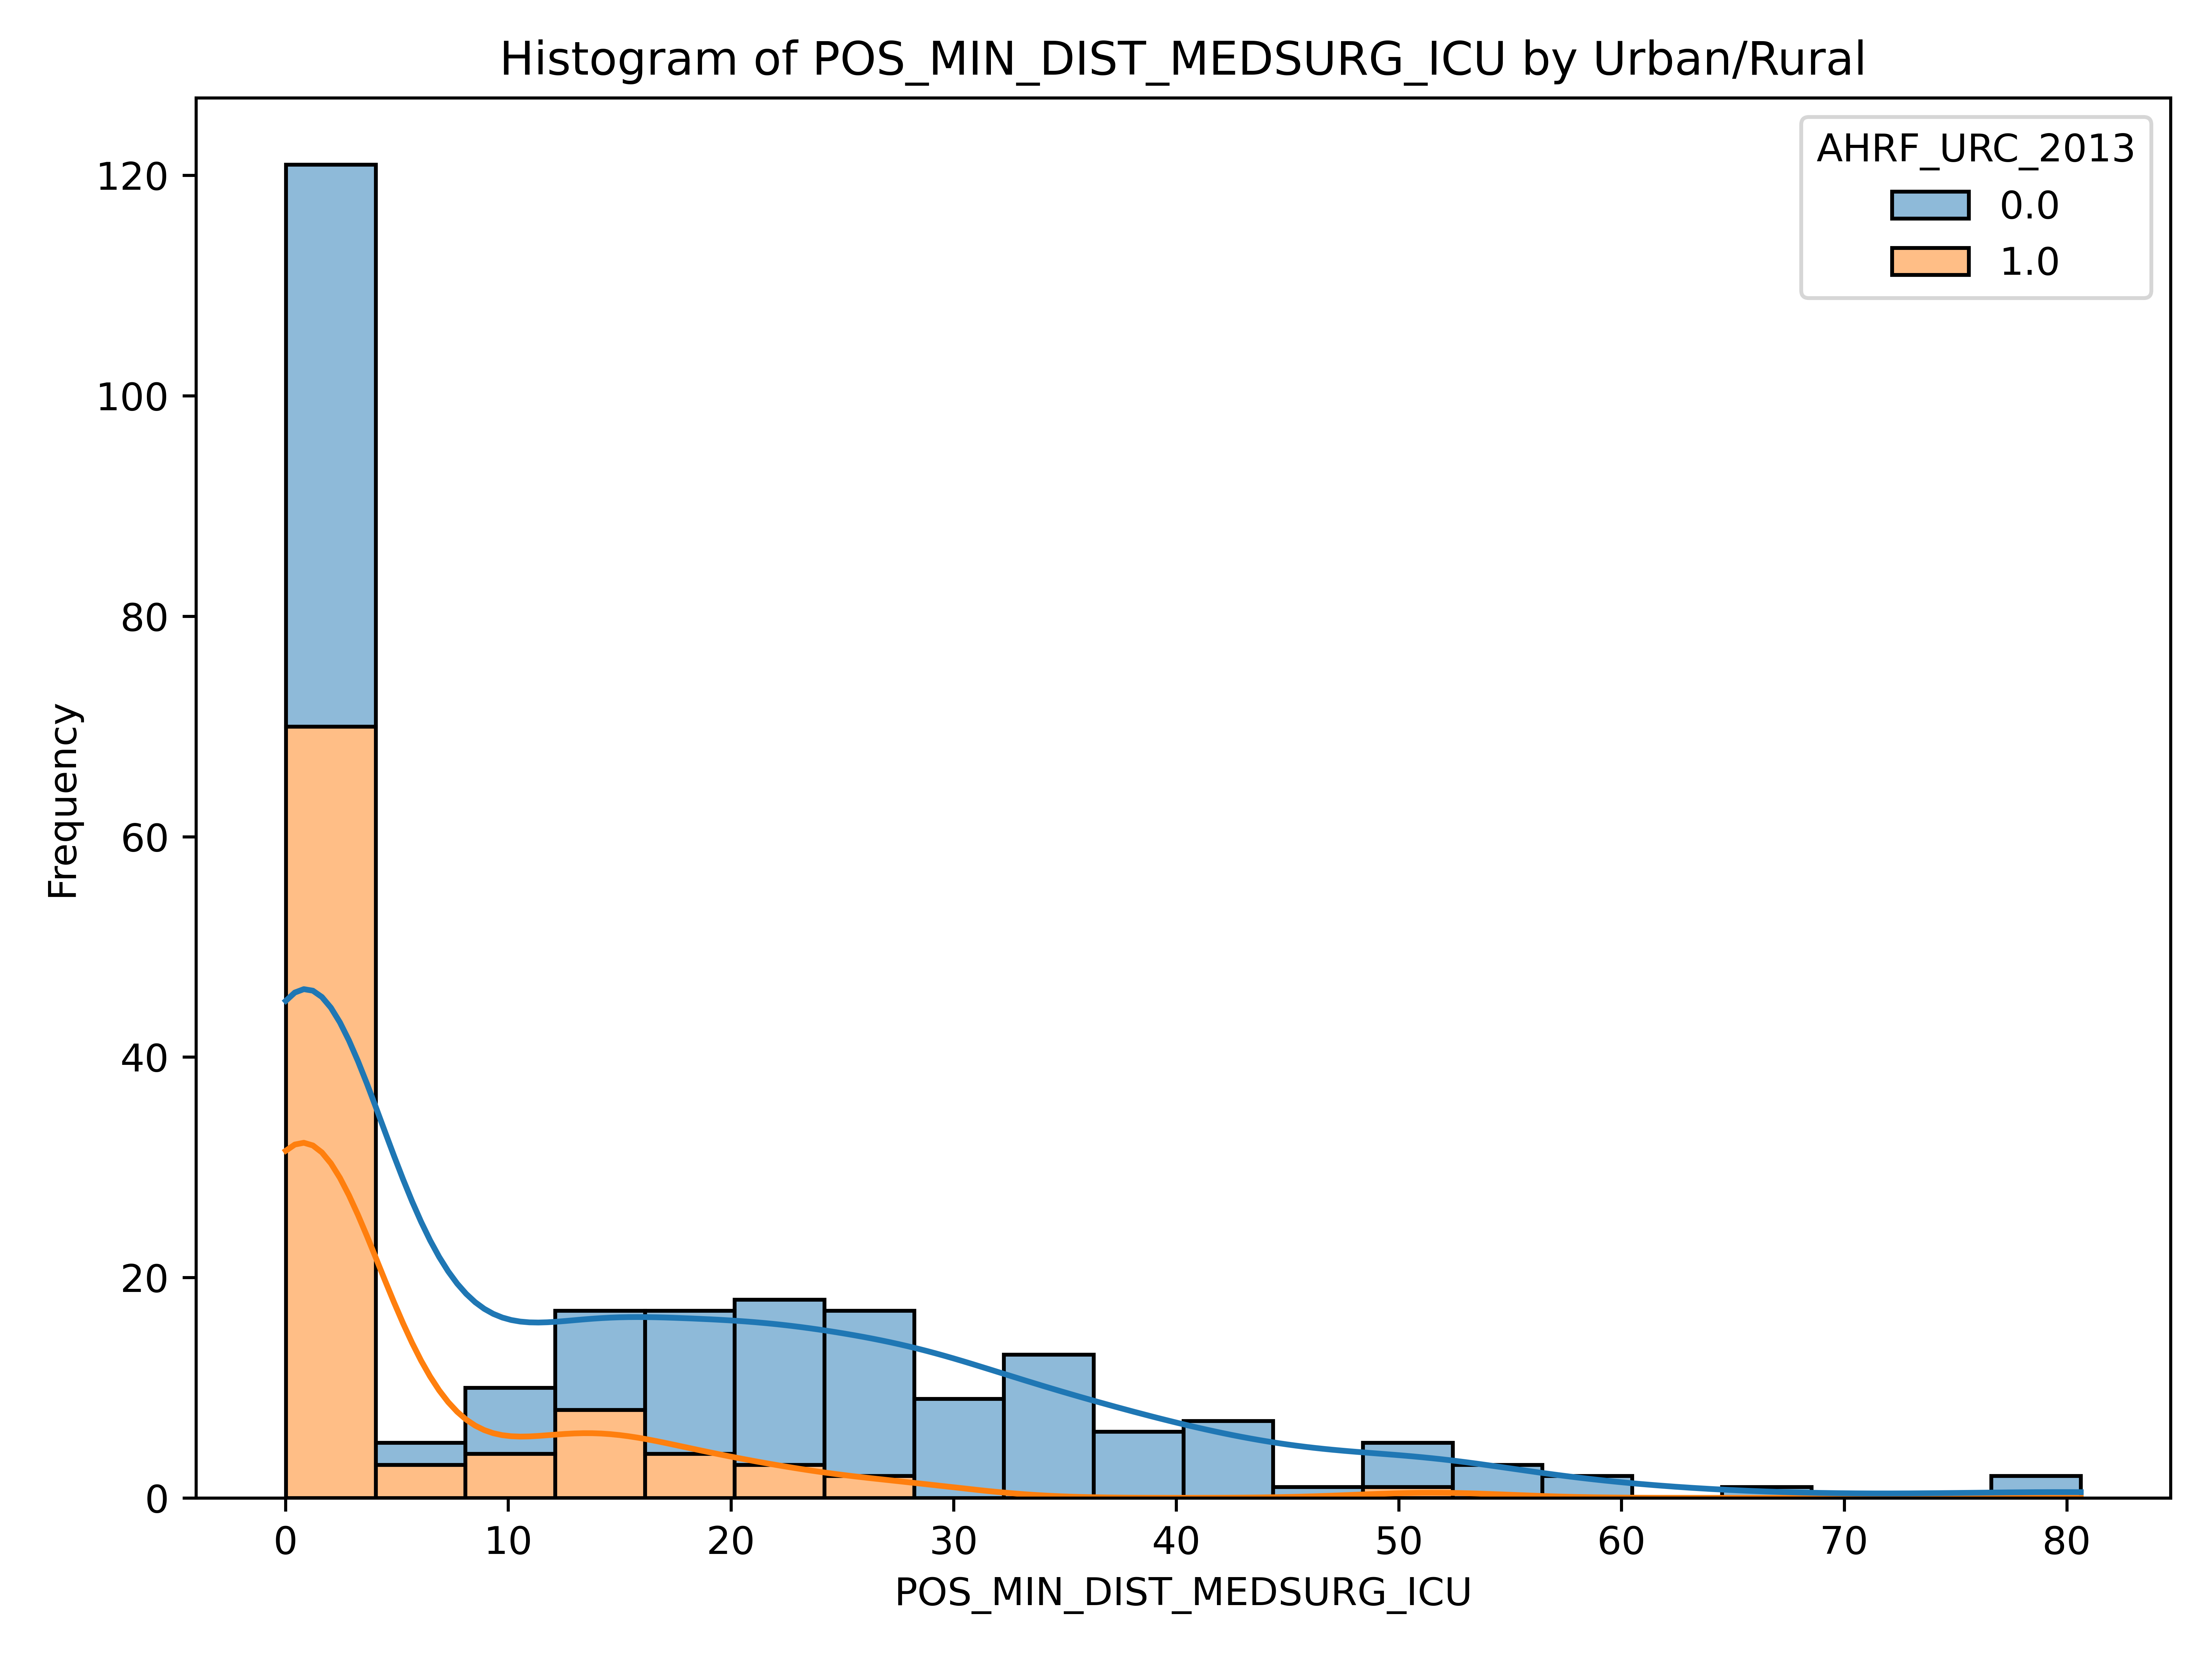 Histogram of POS_MIN_DIST_MEDSURG_ICU by Urban/Rural
AHRF_URC_2013
0.0
1.0
Frequency
120
100
80
60
40
20
0
0 10 20 30 40 50 60 70 80
POS_MIN_DIST_MEDSURG_ICU